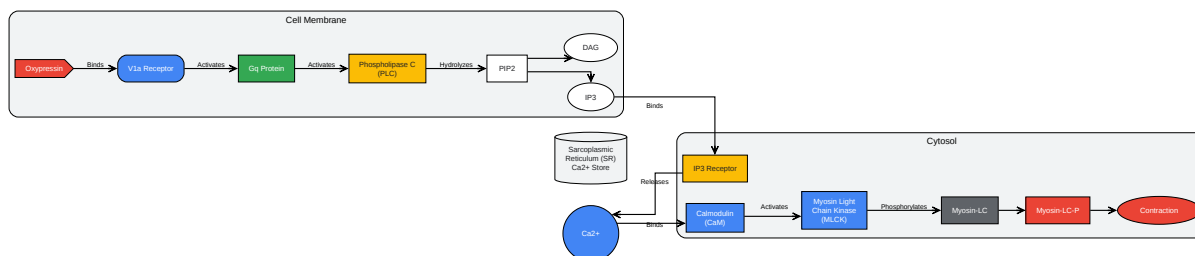 Cell Membrane
Oxypressin
Binds
V1a Receptor
Activates
Gq Protein
Activates
Phospholipase C
(PLC)
Hydrolyzes
PIP2
DAG
IP3
Binds
Sarcoplasmic
Reticulum (SR)
Ca2+ Store
Cytosol
IP3 Receptor
Releases
Ca2+
Binds
Calmodulin
(CaM)
Activates
Myosin Light
Chain Kinase
(MLCK)
Phosphorylates
Myosin-LC
Myosin-LC-P
Contraction